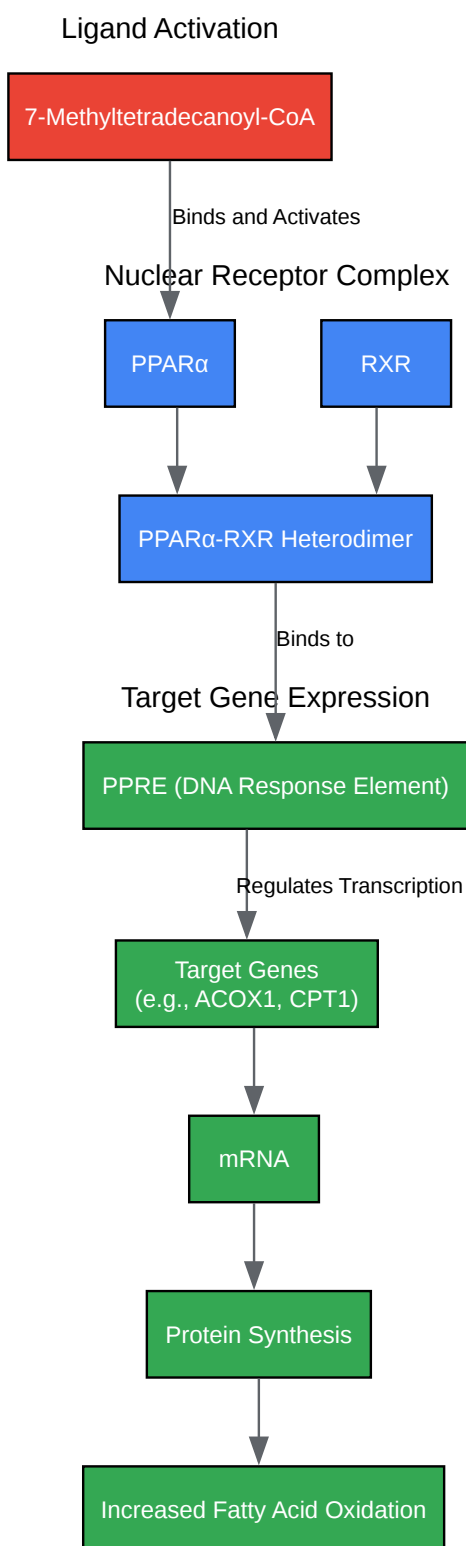 Ligand Activation
7-Methyltetradecanoyl-CoA
Binds and Activates
Nuclear Receptor Complex
PPARα
RXR
PPARα-RXR Heterodimer
Binds to
Target Gene Expression
PPRE (DNA Response Element)
Regulates Transcription
Target Genes
(e.g., ACOX1, CPT1)
mRNA
Protein Synthesis
Increased Fatty Acid Oxidation